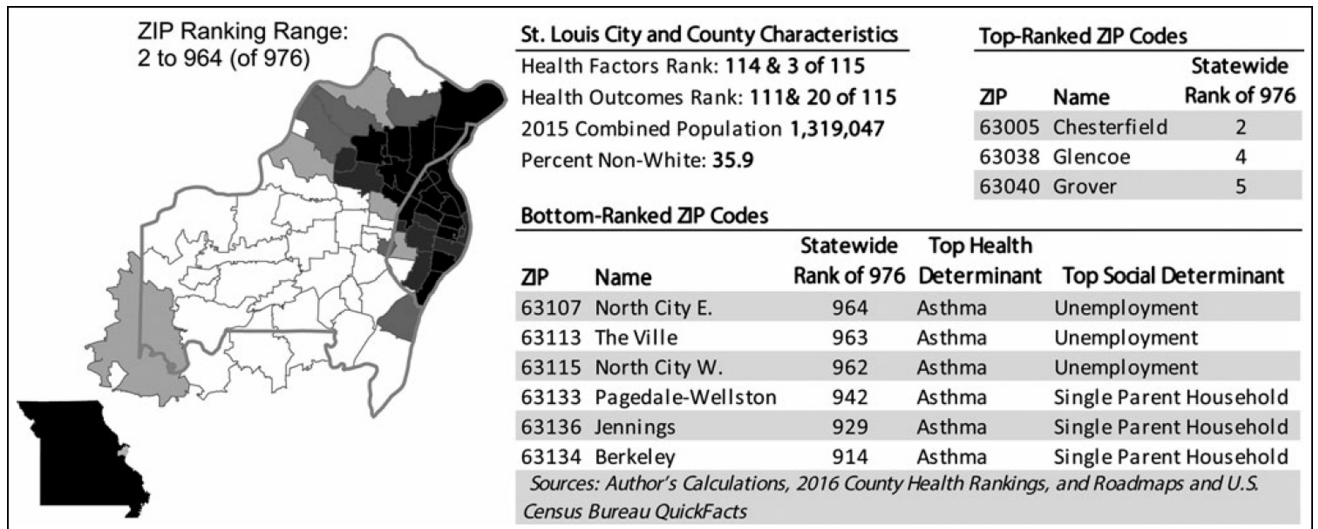 ZIP Ranking Range:
2 to 964 (of 976)
St. Louis City and County Characteristics
Health Factors Rank: 114 & 3 of 115
Health Outcomes Rank: 111& 20 of 115
2015 Combined Population 1,319,047
Percent Non-White: 35.9
Top-Ranked ZIP Codes
Statewide
ZIP Name Rank of 976
63005 Chesterfield 2
63038 Glencoe 4
63040 Grover 5
Bottom-Ranked ZIP Codes
Statewide Top Health
ZIP Name Rank of 976 Determinant Top Social Determinant
63107 North City E. 964 Asthma Unemployment
63113 The Ville 963 Asthma Unemployment
63115 North City W. 962 Asthma Unemployment
63133 Pagedale-Wellston 942 Asthma Single Parent Household
63136 Jennings 929 Asthma Single Parent Household
63134 Berkeley 914 Asthma Single Parent Household
Sources: Author's Calculations, 2016 County Health Rankings, and Roadmaps and U.S.
Census Bureau QuickFacts